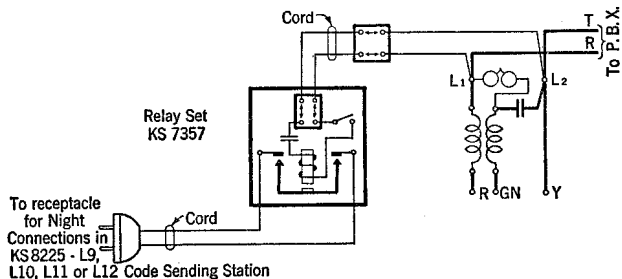 Cord
T
R
To P.B.X.
L1
L2
Relay Set
KS 7357
R
GN
Y
To receptacle
for Night
Connections in
KS 8225 - L9,
L10, L11 or L12 Code Sending Station
Cord